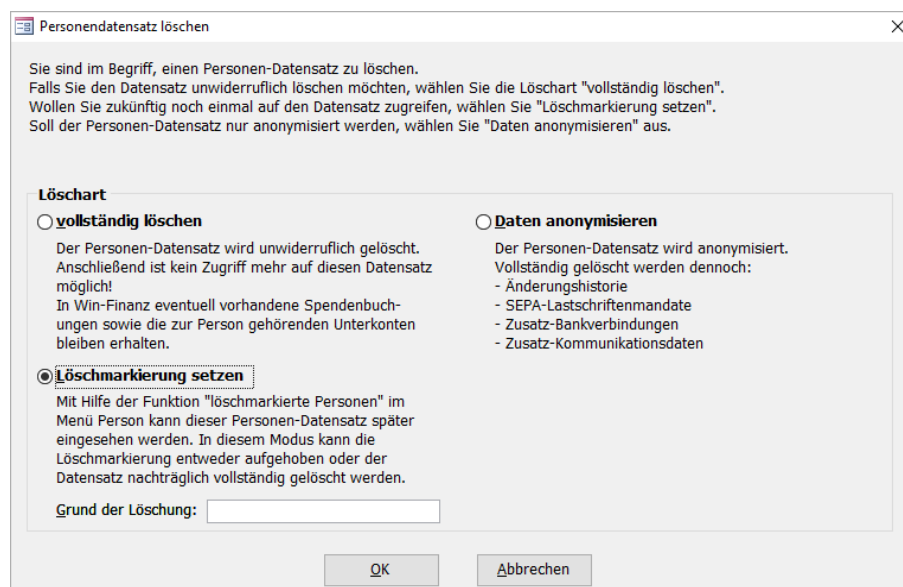 Personendatensatz löschen
Sie sind im Begriff, einen Personen-Datensatz zu löschen.
Falls Sie den Datensatz unwiderruflich löschen möchten, wählen Sie die Löschart "vollständig löschen".
Wollen Sie zukünftig noch einmal auf den Datensatz zugreifen, wählen Sie "Löschmarkierung setzen".
Soll der Personen-Datensatz nur anonymisiert werden, wählen Sie "Daten anonymisieren" aus.
Löschart
vollständig löschen
Der Personen-Datensatz wird unwiderruflich gelöscht.
Anschließend ist kein Zugriff mehr auf diesen Datensatz
möglich!
In Win-Finanz eventuell vorhandene Spendenbuch-
ungen sowie die zur Person gehörenden Unterkonten
bleiben erhalten.
Löschmarkierung setzen
Mit Hilfe der Funktion "löschmarkierte Personen" im
Menü Person kann dieser Personen-Datensatz später
eingesehen werden. In diesem Modus kann die
Löschmarkierung entweder aufgehoben oder der
Datensatz nachträglich vollständig gelöscht werden.
Grund der Löschung:
Daten anonymisieren
Der Personen-Datensatz wird anonymisiert.
Vollständig gelöscht werden dennoch:
- Änderungshistorie
- SEPA-Lastschriftenmandate
- Zusatz-Bankverbindungen
- Zusatz-Kommunikationsdaten
OK
Abbrechen